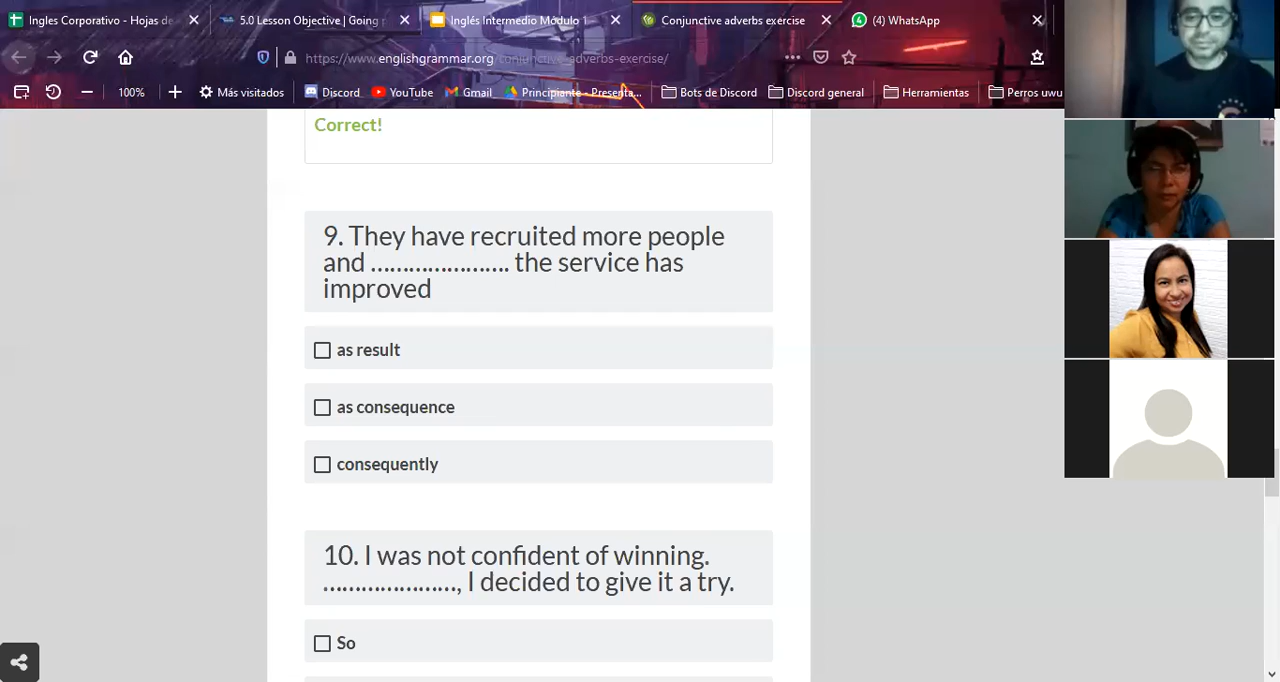 Ingles Corporativo - Hojas de
5.0 Lesson Objective | Going p
Inglés Intermedio Módulo 1 -
Conjunctive adverbs exercise
(4) WhatsApp
https://www.englishgrammar.org/conjunctive-adverbs-exercise/
100%
Más visitados
Discord
YouTube
Gmail
Principiante - Presenta...
Bots de Discord
Discord general
Herramientas
Perros uwu
Correct!
9. They have recruited more people
and ………………….. the service has
improved
as result
as consequence
consequently
10. I was not confident of winning.
…………………, I decided to give it a try.
So